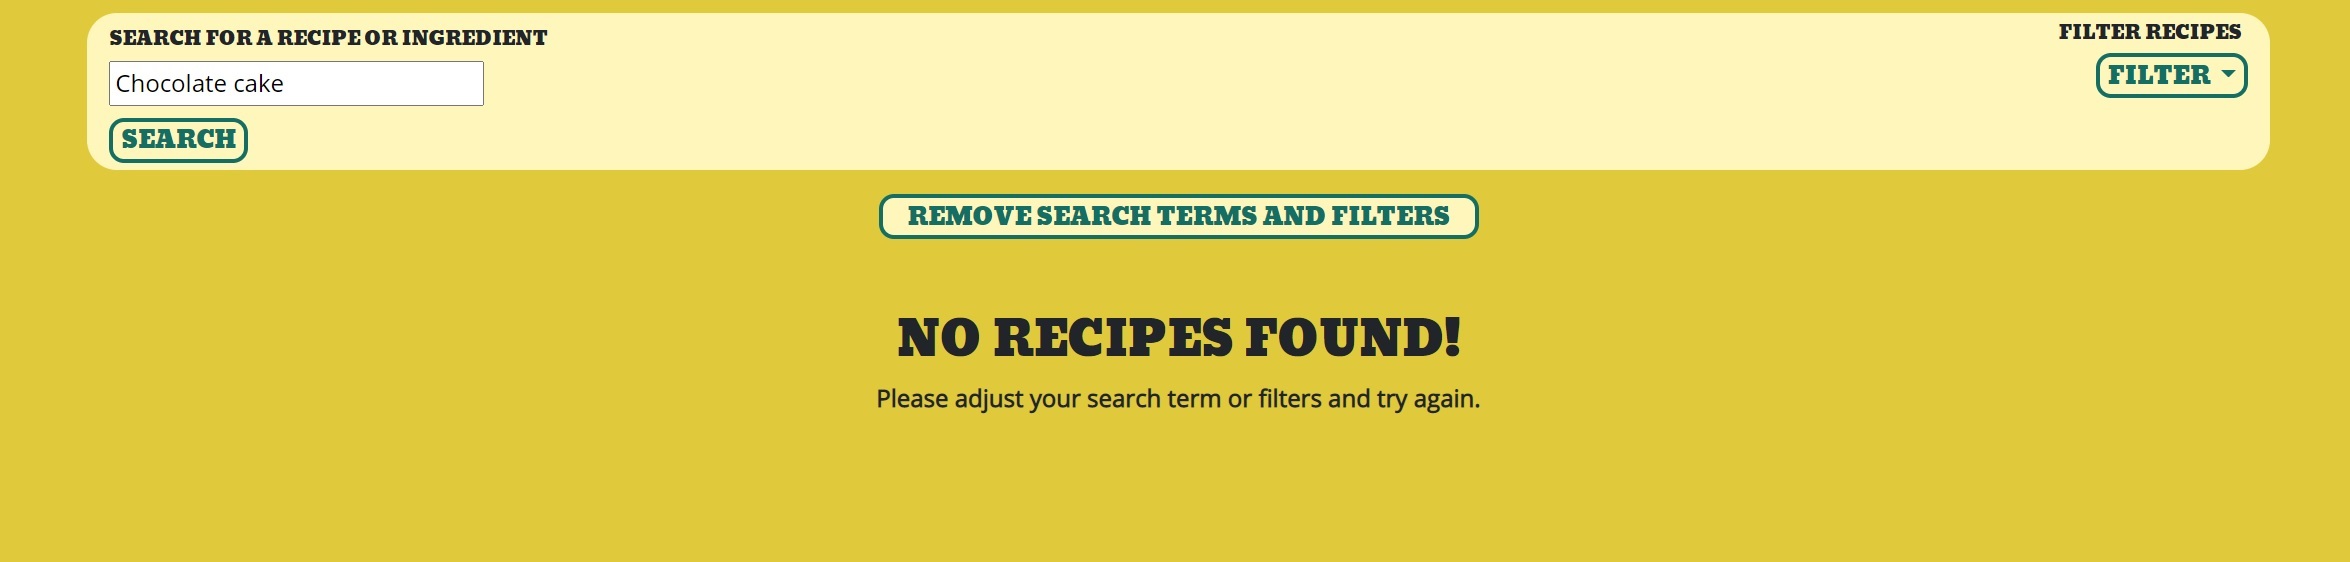 SEARCH FOR A RECIPE OR INGREDIENT
FILTER RECIPES
Chocolate cake
FILTER
SEARCH
REMOVE SEARCH TERMS AND FILTERS
NO RECIPES FOUND!
Please adjust your search term or filters and try again.